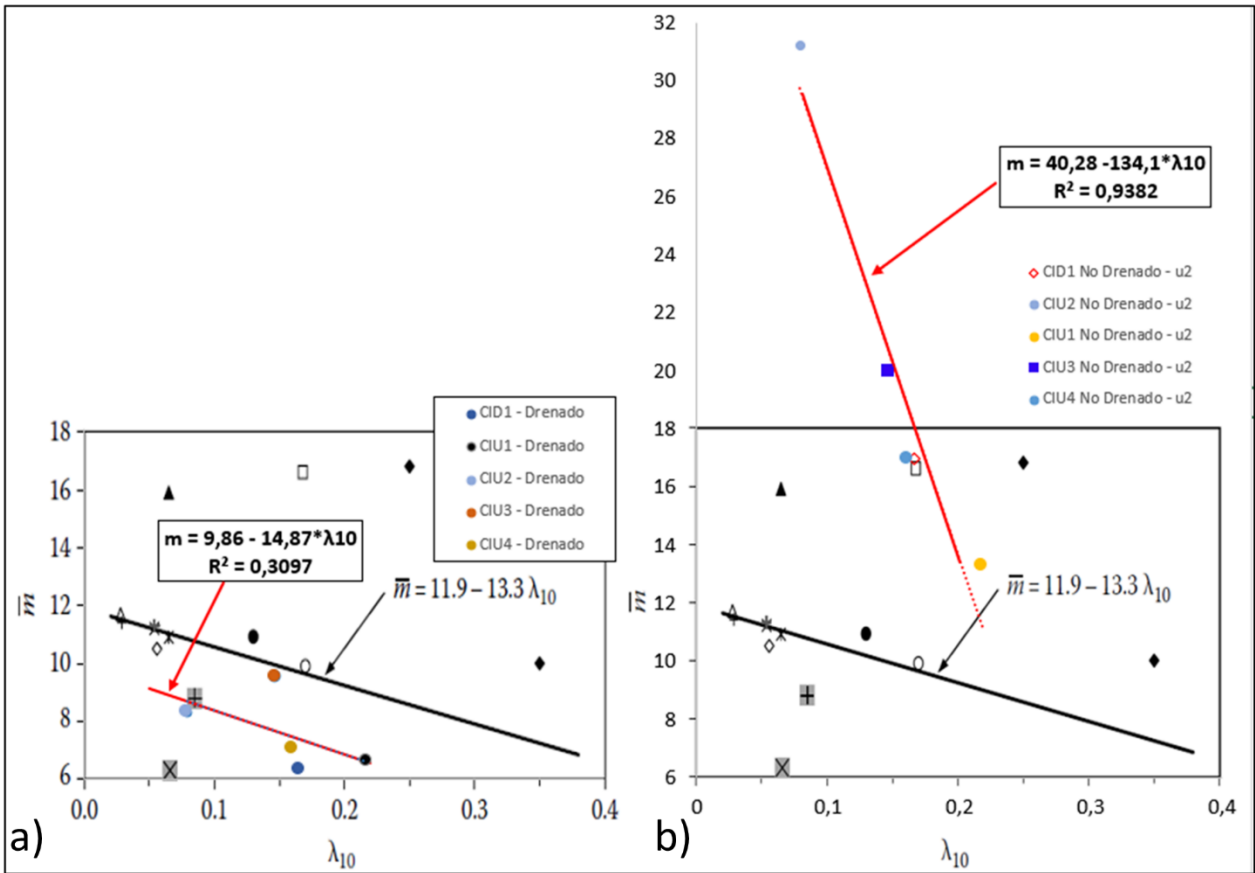 18
16
14
12
10
8
6
m̅
0.0
0.1
0.2
0.3
0.4
λ10
a)
m = 9,86 - 14,87*λ10
R² = 0,3097
m̅ = 11.9 – 13.3 λ10
CID1 - Drenado
CIU1 - Drenado
CIU2 - Drenado
CIU3 - Drenado
CIU4 - Drenado
32
30
28
26
24
22
20
18
16
14
12
10
8
6
m̅
0
0,1
0,2
0,3
0,4
λ10
b)
m = 40,28 -134,1*λ10
R² = 0,9382
CID1 No Drenado - u2
CIU2 No Drenado - u2
CIU1 No Drenado - u2
CIU3 No Drenado - u2
CIU4 No Drenado - u2
m̅ = 11.9 – 13.3 λ10